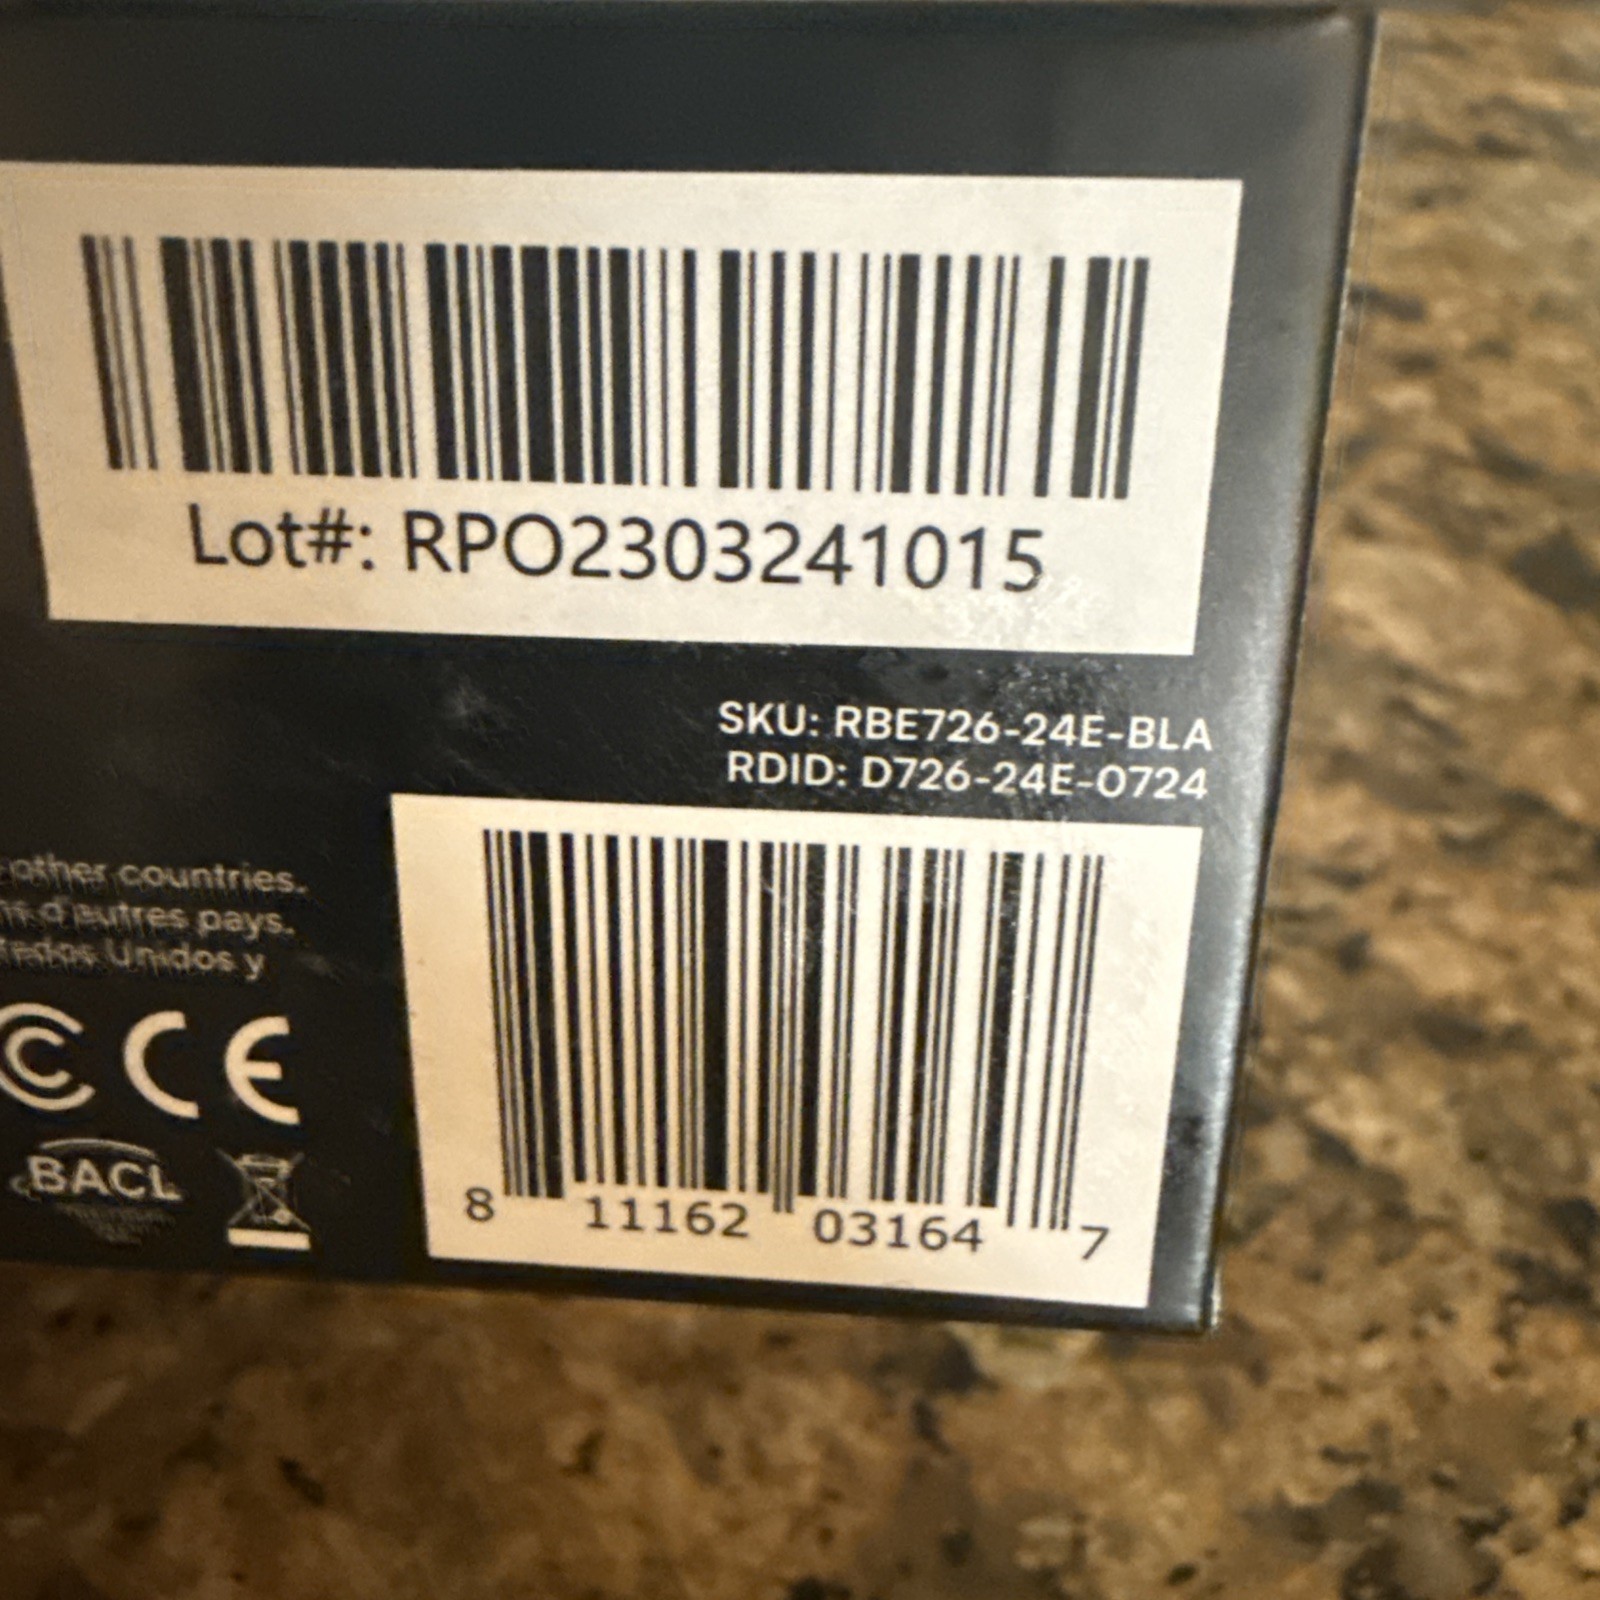 Lot#: RPO2303241015
SKU: RBE726-24E-BLA
RDID: D726-24E-0724
other countries.
d'autres pays.
Unidos y
CE
BACL
8 11162 03164 7